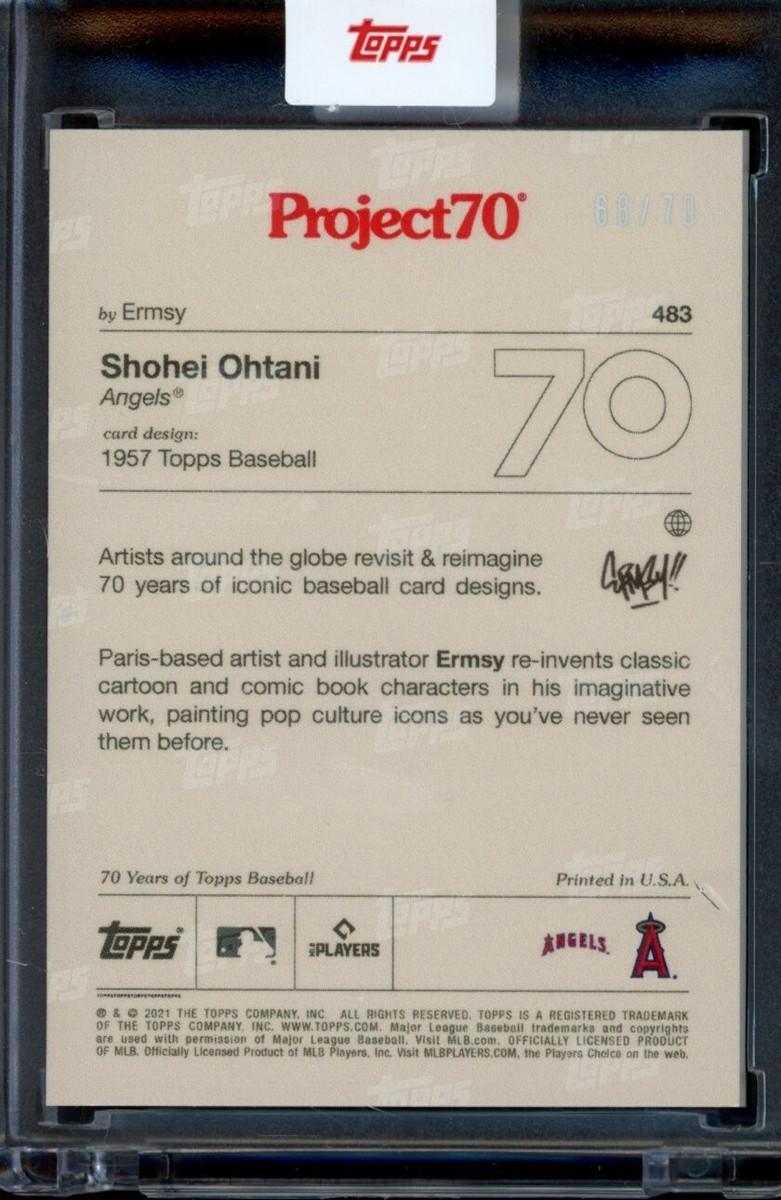 TOPPS
Project70®
68/70
by Ermsy
483
Shohei Ohtani
Angels®
card design:
1957 Topps Baseball
70
Artists around the globe revisit & reimagine
70 years of iconic baseball card designs.
Ermsy!!
Paris-based artist and illustrator Ermsy re-invents classic
cartoon and comic book characters in his imaginative
work, painting pop culture icons as you've never seen
them before.
70 Years of Topps Baseball
Printed in U.S.A.
TOPPS®
MLB PLAYERS
ANGELS
A
® & © 2021 THE TOPPS COMPANY, INC. ALL RIGHTS RESERVED. TOPPS IS A REGISTERED TRADEMARK
OF THE TOPPS COMPANY, INC. WWW.TOPPS.COM. Major League Baseball trademarks and copyrights
are used with permission of Major League Baseball. Visit MLB.com. OFFICIALLY LICENSED PRODUCT
OF MLB. Officially Licensed Product of MLB Players, Inc. Visit MLBPLAYERS.COM, the Players Choice on the web.